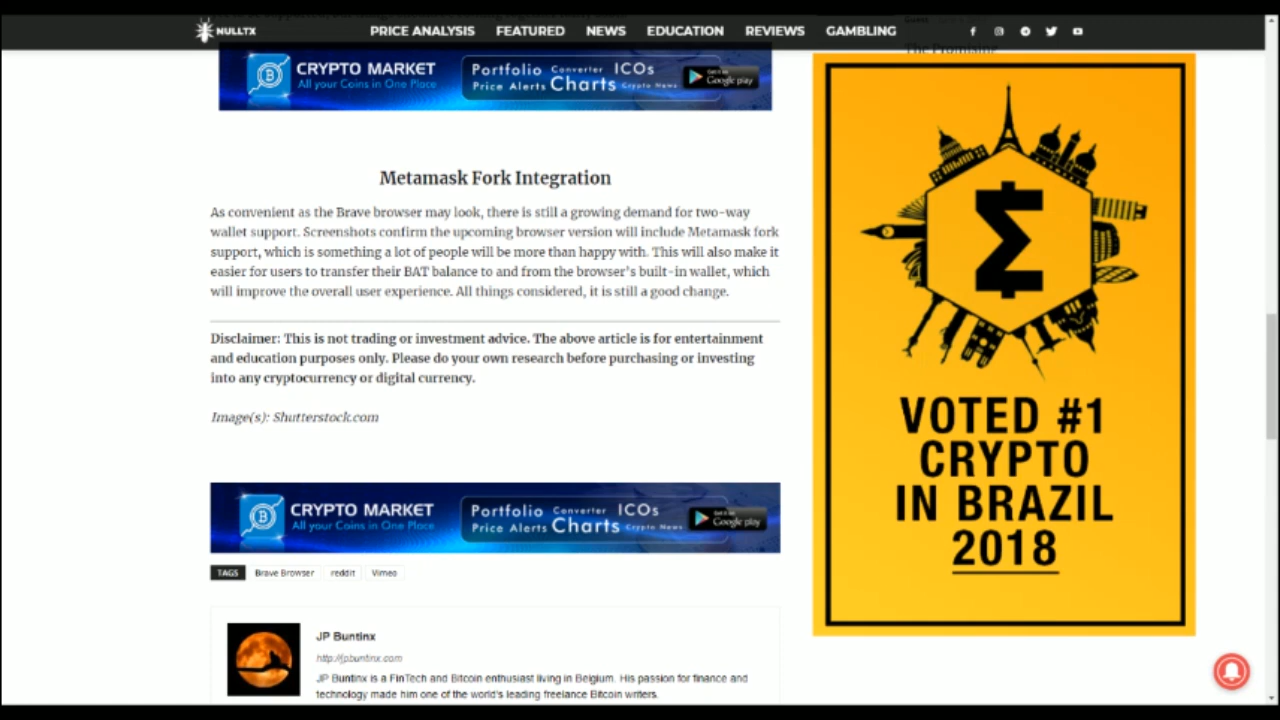 NULLTX
PRICE ANALYSIS FEATURED NEWS EDUCATION REVIEWS GAMBLING
CRYPTO MARKET
All your Coins in One Place
Portfolio Converter ICOs
Price Alerts Charts Crypto News
Get it on
Google play
Metamask Fork Integration
As convenient as the Brave browser may look, there is still a growing demand for two-way
wallet support. Screenshots confirm the upcoming browser version will include Metamask fork
support, which is something a lot of people will be more than happy with. This will also make it
easier for users to transfer their BAT balance to and from the browser's built-in wallet, which
will improve the overall user experience. All things considered, it is still a good change.
Disclaimer: This is not trading or investment advice. The above article is for entertainment
and education purposes only. Please do your own research before purchasing or investing
into any cryptocurrency or digital currency.
Image(s): Shutterstock.com
CRYPTO MARKET
All your Coins in One Place
Portfolio Converter ICOs
Price Alerts Charts Crypto News
Get it on
Google play
TAGS Brave Browser reddit Vimeo
JP Buntinx
http://jpbuntinx.com
JP Buntinx is a FinTech and Bitcoin enthusiast living in Belgium. His passion for finance and
technology made him one of the world's leading freelance Bitcoin writers.
VOTED #1
CRYPTO
IN BRAZIL
2018